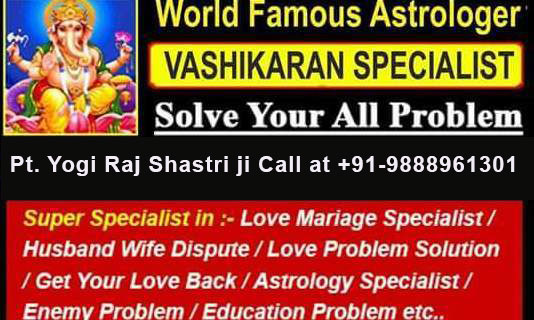 World Famous Astrologer
VASHIKARAN SPECIALIST
Solve Your All Problem
Pt. Yogi Raj Shastri ji Call at +91-9888961301
Super Specialist in :- Love Mariage Specialist /
Husband Wife Dispute / Love Problem Solution
/ Get Your Love Back / Astrology Specialist /
Enemy Problem / Education Problem etc..